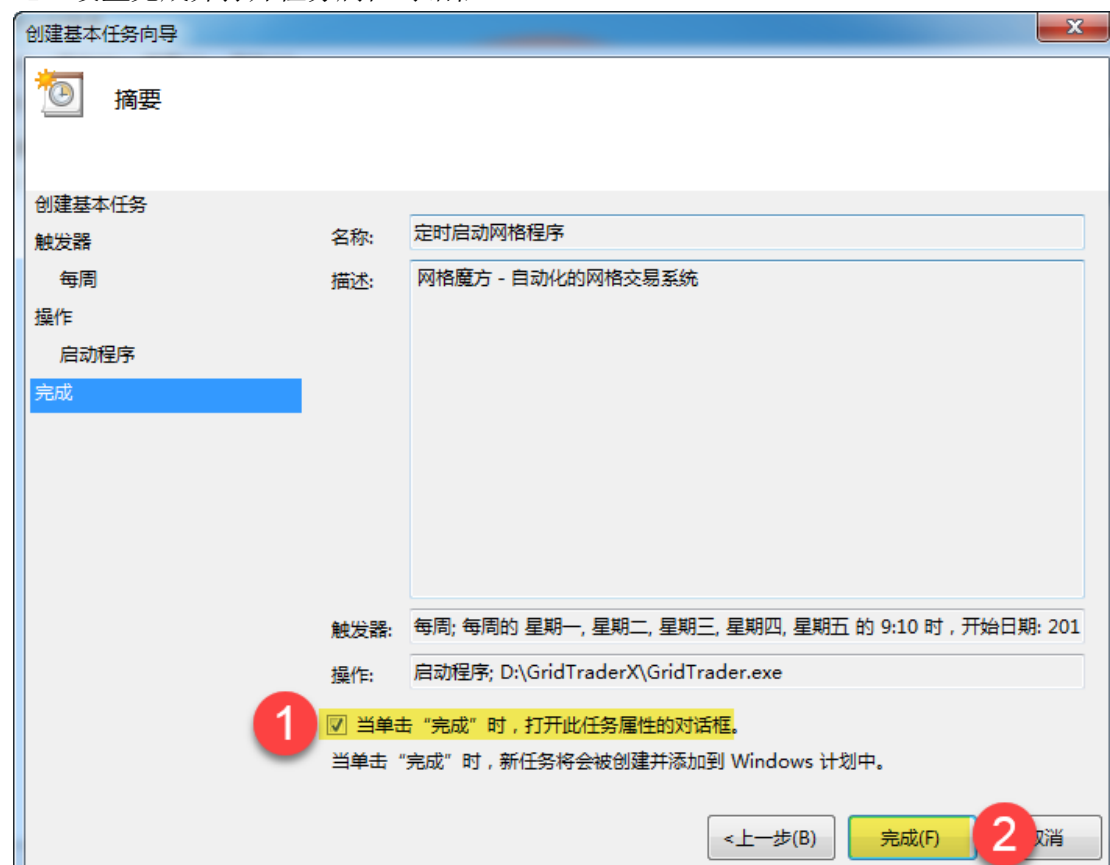 创建基本任务向导
摘要
创建基本任务
触发器
每周
操作
启动程序
完成
名称: 定时启动网格程序
描述: 网格魔方 - 自动化的网格交易系统
触发器: 每周; 每周的 星期一, 星期二, 星期三, 星期四, 星期五 的 9:10 时，开始日期: 201
操作: 启动程序; D:\GridTraderX\GridTrader.exe
1 当单击“完成”时，打开此任务属性的对话框。
当单击“完成”时，新任务将会被创建并添加到 Windows 计划中。
<上一步(B) 完成(F) 2 消